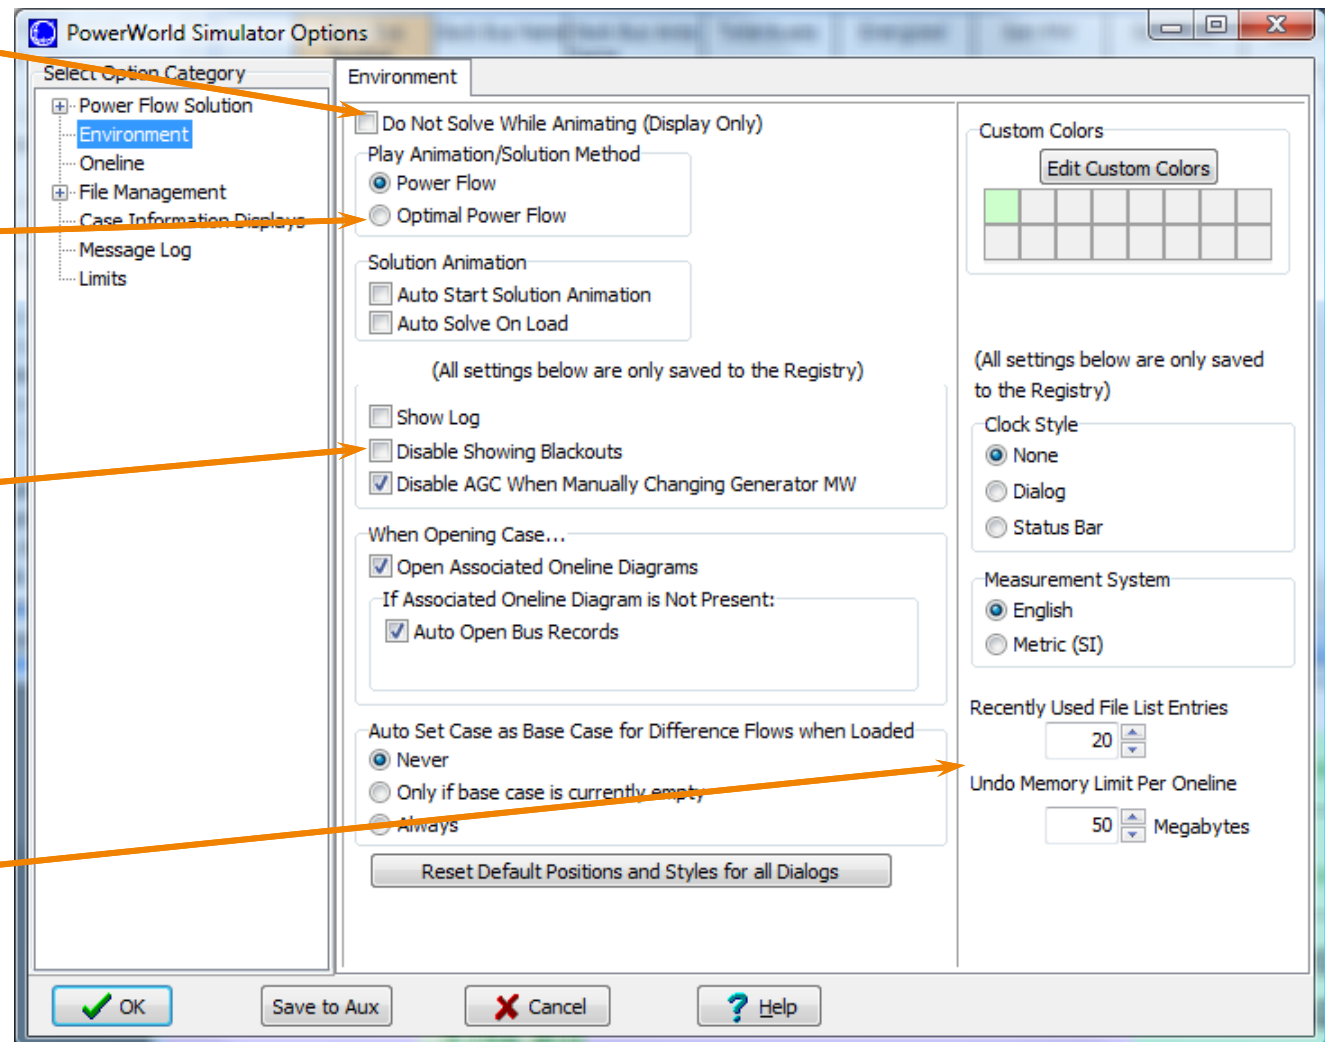 PowerWorld Simulator Options
Select Option Category
Power Flow Solution
Environment
Oneline
File Management
Case Information Displays
Message Log
Limits
Environment
Do Not Solve While Animating (Display Only)
Play Animation/Solution Method
Power Flow
Optimal Power Flow
Solution Animation
Auto Start Solution Animation
Auto Solve On Load
(All settings below are only saved to the Registry)
Show Log
Disable Showing Blackouts
Disable AGC When Manually Changing Generator MW
When Opening Case...
Open Associated Oneline Diagrams
If Associated Oneline Diagram is Not Present:
Auto Open Bus Records
Auto Set Case as Base Case for Difference Flows when Loaded
Never
Only if base case is currently empty
Always
Reset Default Positions and Styles for all Dialogs
Custom Colors
Edit Custom Colors
(All settings below are only saved
to the Registry)
Clock Style
None
Dialog
Status Bar
Measurement System
English
Metric (SI)
Recently Used File List Entries
20
Undo Memory Limit Per Oneline
50 Megabytes
OK
Save to Aux
Cancel
Help